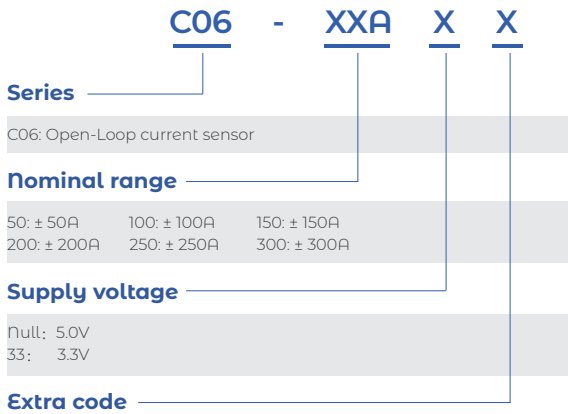 C06 - XXA X X
Series
C06: Open-Loop current sensor
Nominal range
50: ± 50A 100: ± 100A 150: ± 150A
200: ± 200A 250: ± 250A 300: ± 300A
Supply voltage
Null: 5.0V
33: 3.3V
Extra code